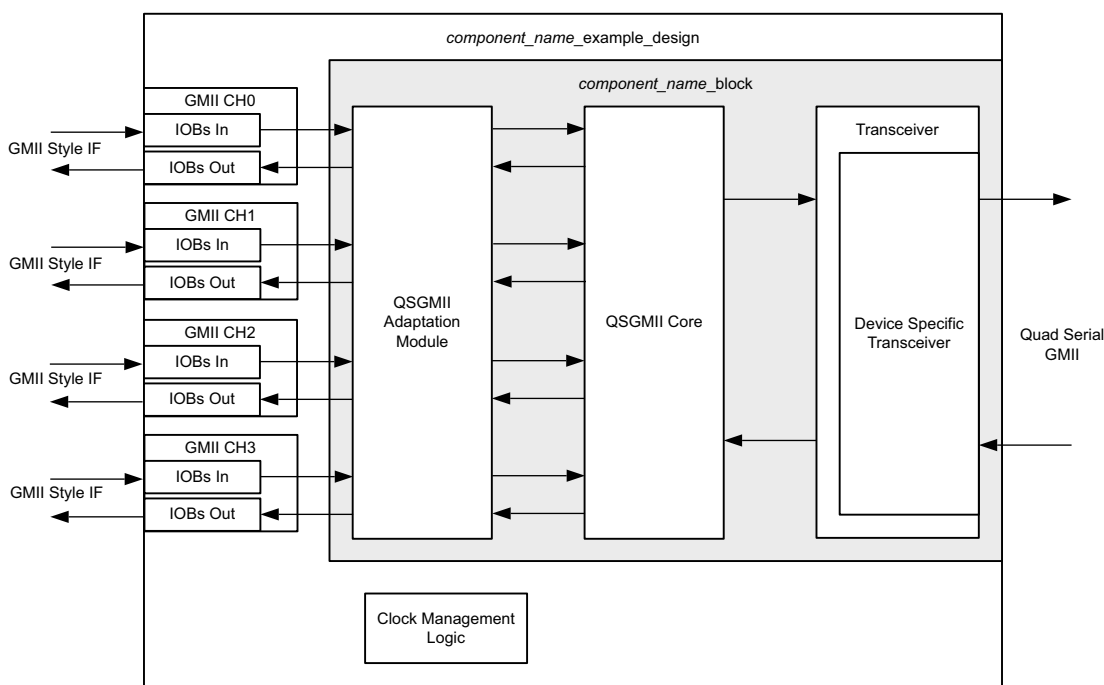 component_name_example_design
component_name_block
GMII CH0
IOBs In
IOBs Out
GMII Style IF
GMII CH1
IOBs In
IOBs Out
GMII Style IF
GMII CH2
IOBs In
IOBs Out
GMII Style IF
GMII CH3
IOBs In
IOBs Out
GMII Style IF
QSGMII
Adaptation
Module
QSGMII Core
Transceiver
Device Specific
Transceiver
Quad Serial
GMII
Clock Management
Logic